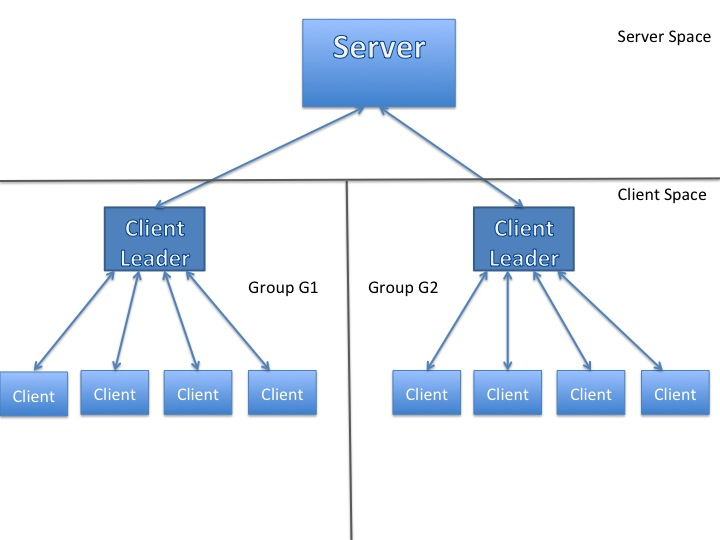 Server
Server Space
Client Space
Client
Leader
Client
Leader
Group G1
Group G2
Client
Client
Client
Client
Client
Client
Client
Client